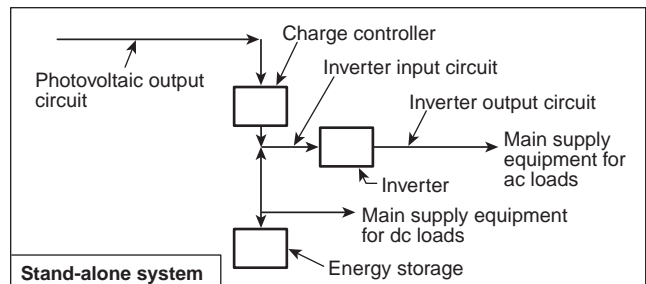 Charge controller
Photovoltaic output
circuit
Inverter input circuit
Inverter output circuit
Main supply
equipment for
ac loads
Inverter
Main supply equipment
for dc loads
Energy storage
Stand-alone system